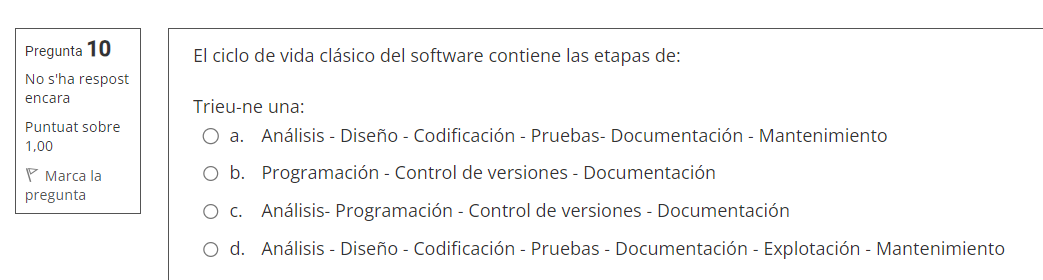 Pregunta 10
No s'ha respost
encara
Puntuat sobre
1,00
Marca la
pregunta
El ciclo de vida clásico del software contiene las etapas de:
Trieu-ne una:
a. Análisis - Diseño - Codificación - Pruebas- Documentación - Mantenimiento
b. Programación - Control de versiones - Documentación
c. Análisis- Programación - Control de versiones - Documentación
d. Análisis - Diseño - Codificación - Pruebas - Documentación - Explotación - Mantenimiento